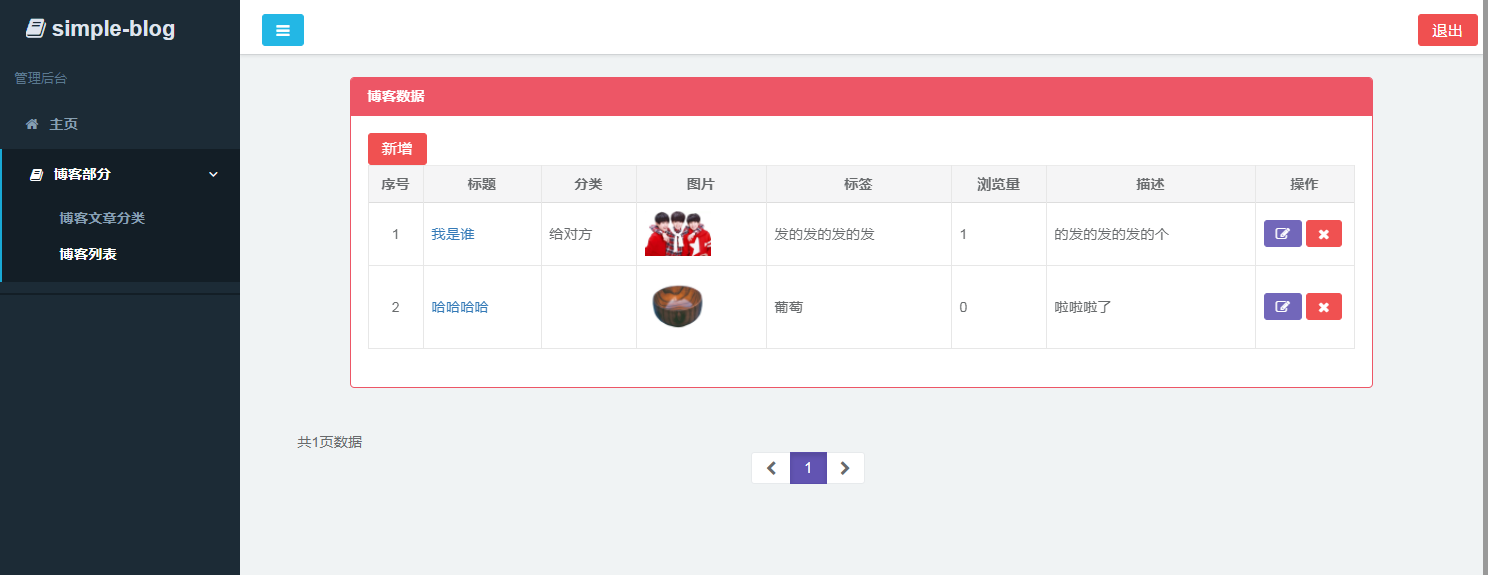 simple-blog
退出
管理后台
主页
博客部分
博客文章分类
博客列表
博客数据
新增
序号 标题 分类 图片 标签 浏览量 描述 操作
1 我是谁 给对方 发的发的发的发 1 的发的发的发的个
2 哈哈哈哈 葡萄 0 啦啦啦了
共1页数据
1